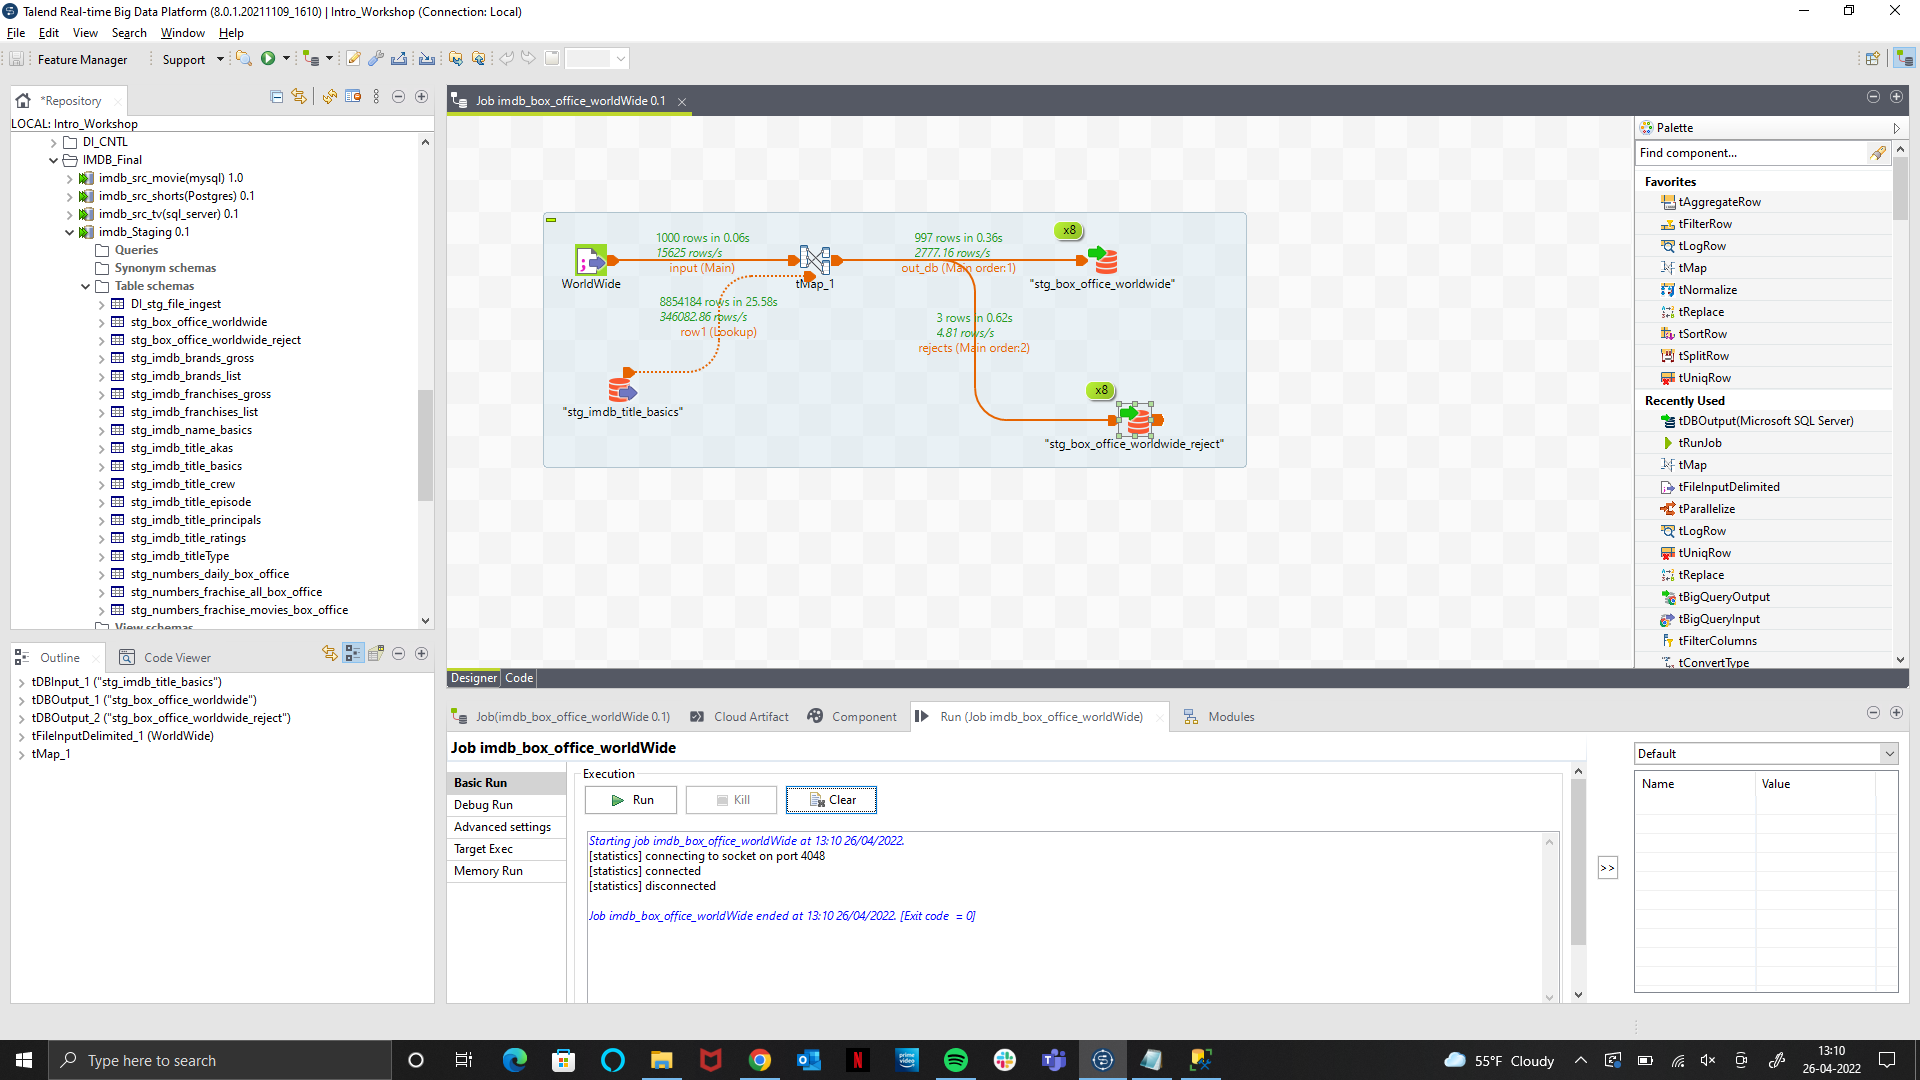 Talend Real-time Big Data Platform (8.0.1.20211109_1610) | Intro_Workshop (Connection: Local)
File Edit View Search Window Help
Feature Manager Support
*Repository
LOCAL: Intro_Workshop
DI_CNTL
IMDB_Final
imdb_src_movie(mysql) 1.0
imdb_src_shorts(Postgres) 0.1
imdb_src_tv(sql_server) 0.1
imdb_Staging 0.1
Queries
Synonym schemas
Table schemas
DI_stg_file_ingest
stg_box_office_worldwide
stg_box_office_worldwide_reject
stg_imdb_brands_gross
stg_imdb_brands_list
stg_imdb_franchises_gross
stg_imdb_franchises_list
stg_imdb_name_basics
stg_imdb_title_akas
stg_imdb_title_basics
stg_imdb_title_crew
stg_imdb_title_episode
stg_imdb_title_principals
stg_imdb_title_ratings
stg_imdb_titleType
stg_numbers_daily_box_office
stg_numbers_frachise_all_box_office
stg_numbers_frachise_movies_box_office
View schemas
Outline
Code Viewer
tDBInput_1 ("stg_imdb_title_basics")
tDBOutput_1 ("stg_box_office_worldwide")
tDBOutput_2 ("stg_box_office_worldwide_reject")
tFileInputDelimited_1 (WorldWide)
tMap_1
Job imdb_box_office_worldWide 0.1
1000 rows in 0.06s
15625 rows/s
input (Main)
WorldWide
tMap_1
997 rows in 0.36s
2777.16 rows/s
out_db (Main order:1)
x8
"stg_box_office_worldwide"
8854184 rows in 25.58s
346082.86 rows/s
row1 (Lookup)
3 rows in 0.62s
4.81 rows/s
rejects (Main order:2)
"stg_imdb_title_basics"
x8
"stg_box_office_worldwide_reject"
Designer Code
Palette
Find component...
Favorites
tAggregateRow
tFilterRow
tLogRow
tMap
tNormalize
tReplace
tSortRow
tSplitRow
tUniqRow
Recently Used
tDBOutput(Microsoft SQL Server)
tRunJob
tMap
tFileInputDelimited
tParallelize
tLogRow
tUniqRow
tReplace
tBigQueryOutput
tBigQueryInput
tFilterColumns
tConvertType
Job(imdb_box_office_worldWide 0.1)
Cloud Artifact
Component
Run (Job imdb_box_office_worldWide)
Modules
Job imdb_box_office_worldWide
Basic Run
Debug Run
Advanced settings
Target Exec
Memory Run
Execution
Run
Kill
Clear
Starting job imdb_box_office_worldWide at 13:10 26/04/2022.
[statistics] connecting to socket on port 4048
[statistics] connected
[statistics] disconnected
Job imdb_box_office_worldWide ended at 13:10 26/04/2022. [Exit code  = 0]
>>
Default
Name Value
Type here to search
prime video
55°F Cloudy
13:10
26-04-2022